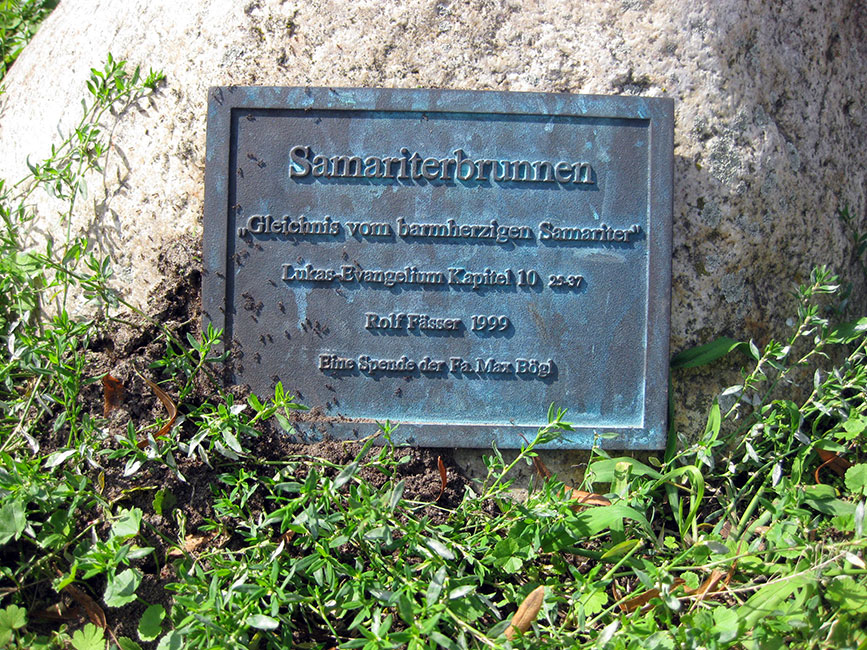 Samariterbrunnen
„Gleichnis vom barmherzigen Samariter“
Lukas-Evangelium Kapitel 10 25-37
Rolf Fässer 1999
Eine Spende der Fa. Max Bögl